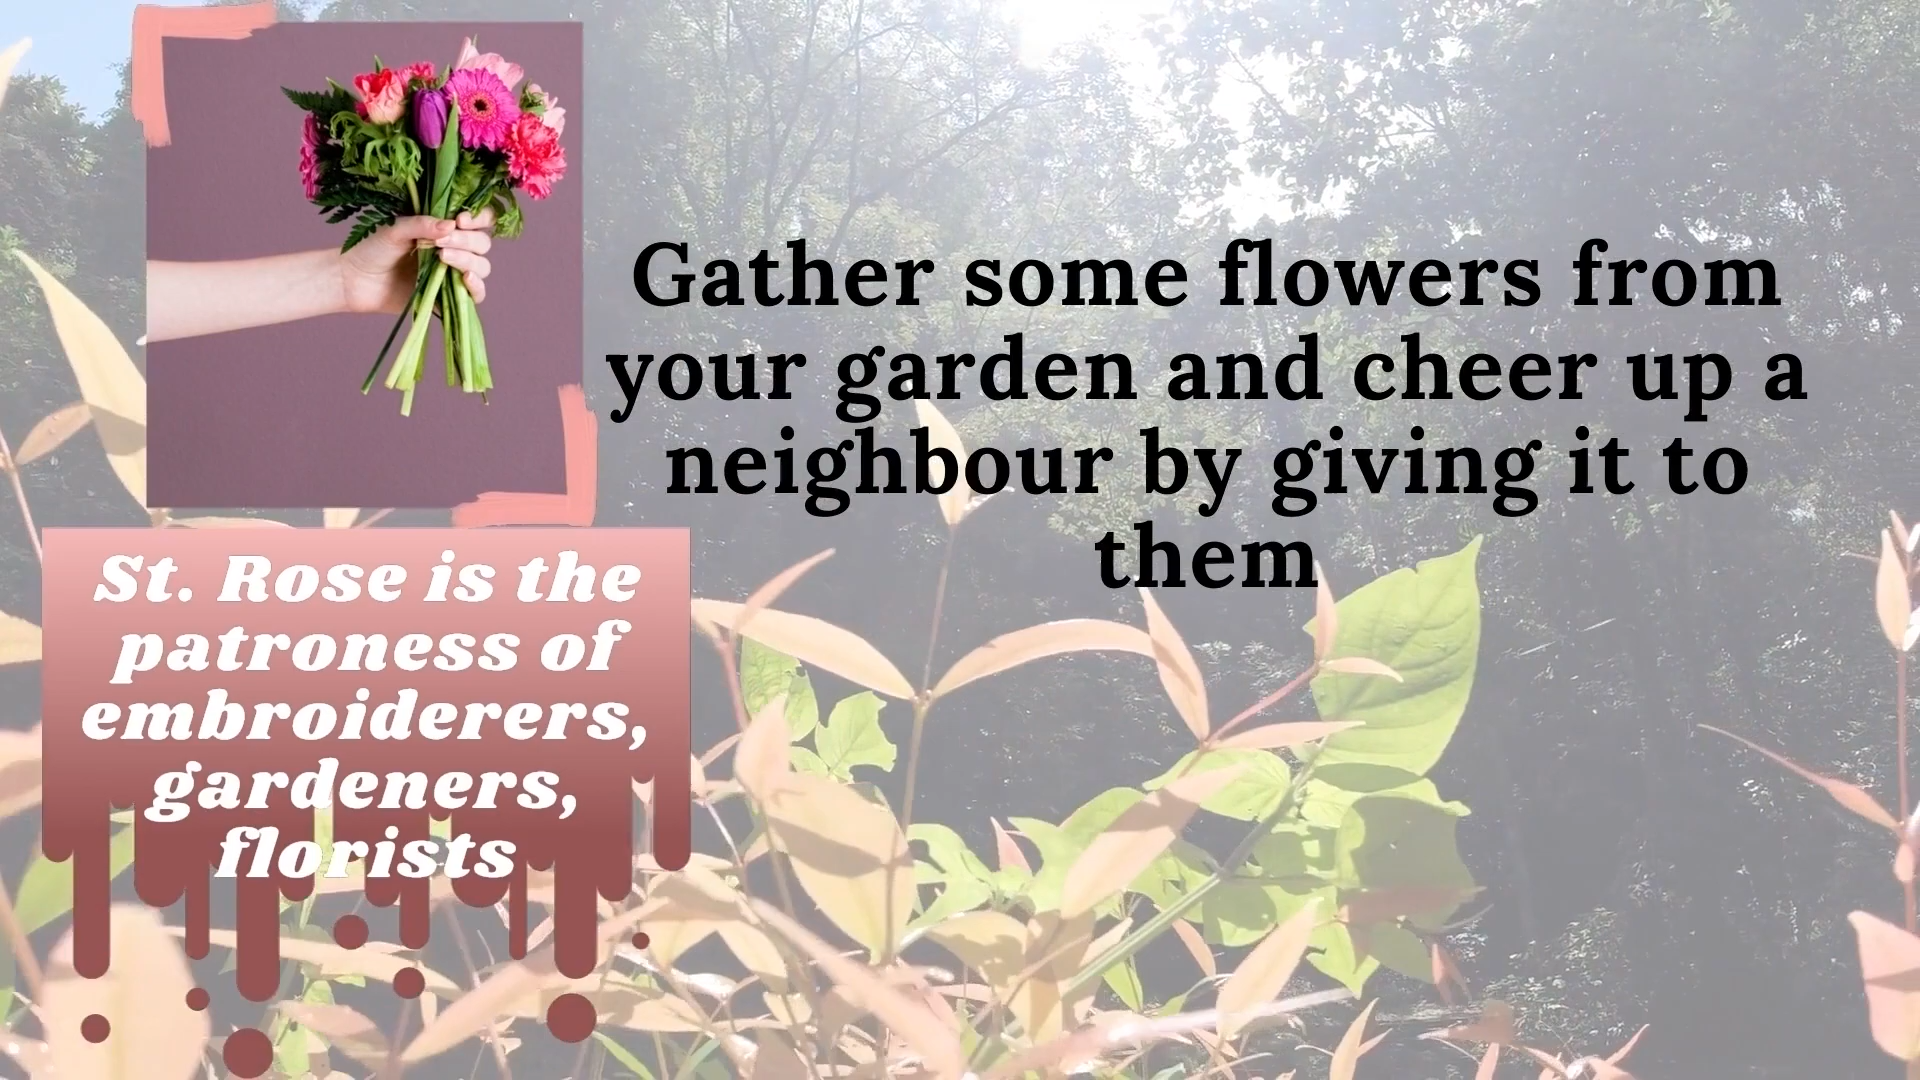 Gather some flowers from
your garden and cheer up a
neighbour by giving it to
them
St. Rose is the
patroness of
embroiderers,
gardeners,
florists